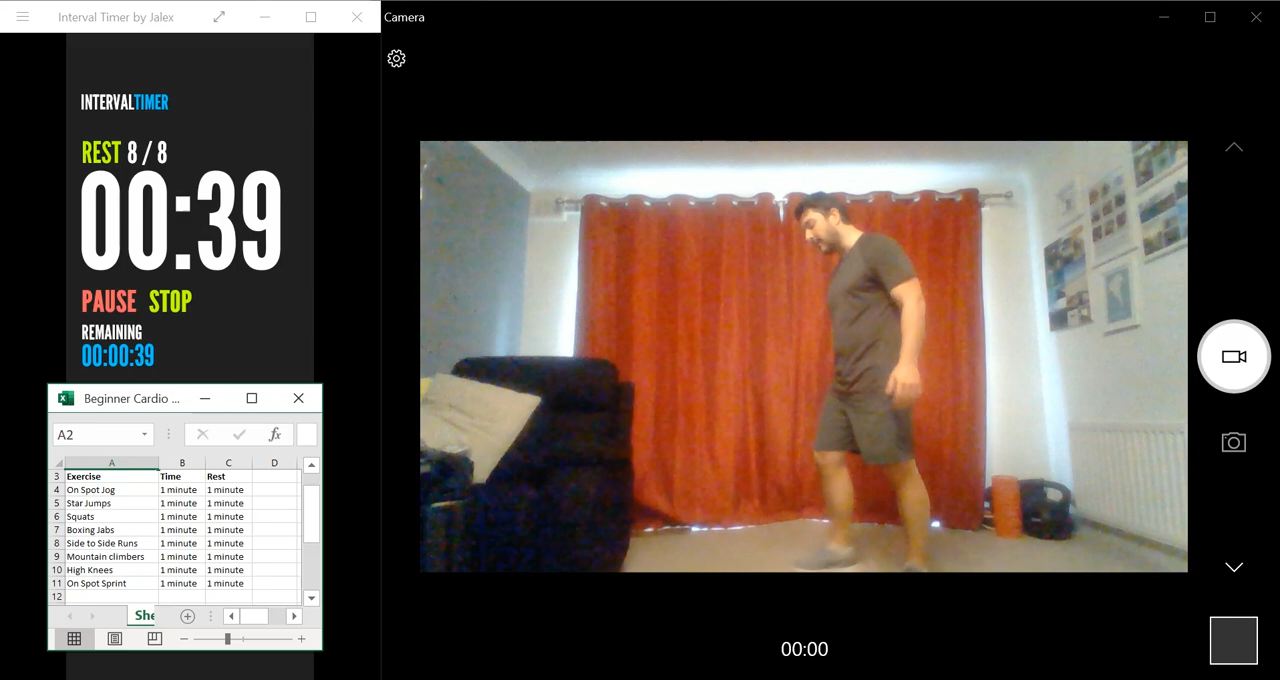 Interval Timer by Jalex
Camera
INTERVALTIMER
REST 8 / 8
00:39
PAUSE STOP
REMAINING
00:00:39
Beginner Cardio ...
A2
fx
A B C D
3 Exercise Time Rest
4 On Spot Jog 1 minute 1 minute
5 Star Jumps 1 minute 1 minute
6 Squats 1 minute 1 minute
7 Boxing Jabs 1 minute 1 minute
8 Side to Side Runs 1 minute 1 minute
9 Mountain climbers 1 minute 1 minute
10 High Knees 1 minute 1 minute
11 On Spot Sprint 1 minute 1 minute
12
She
00:00